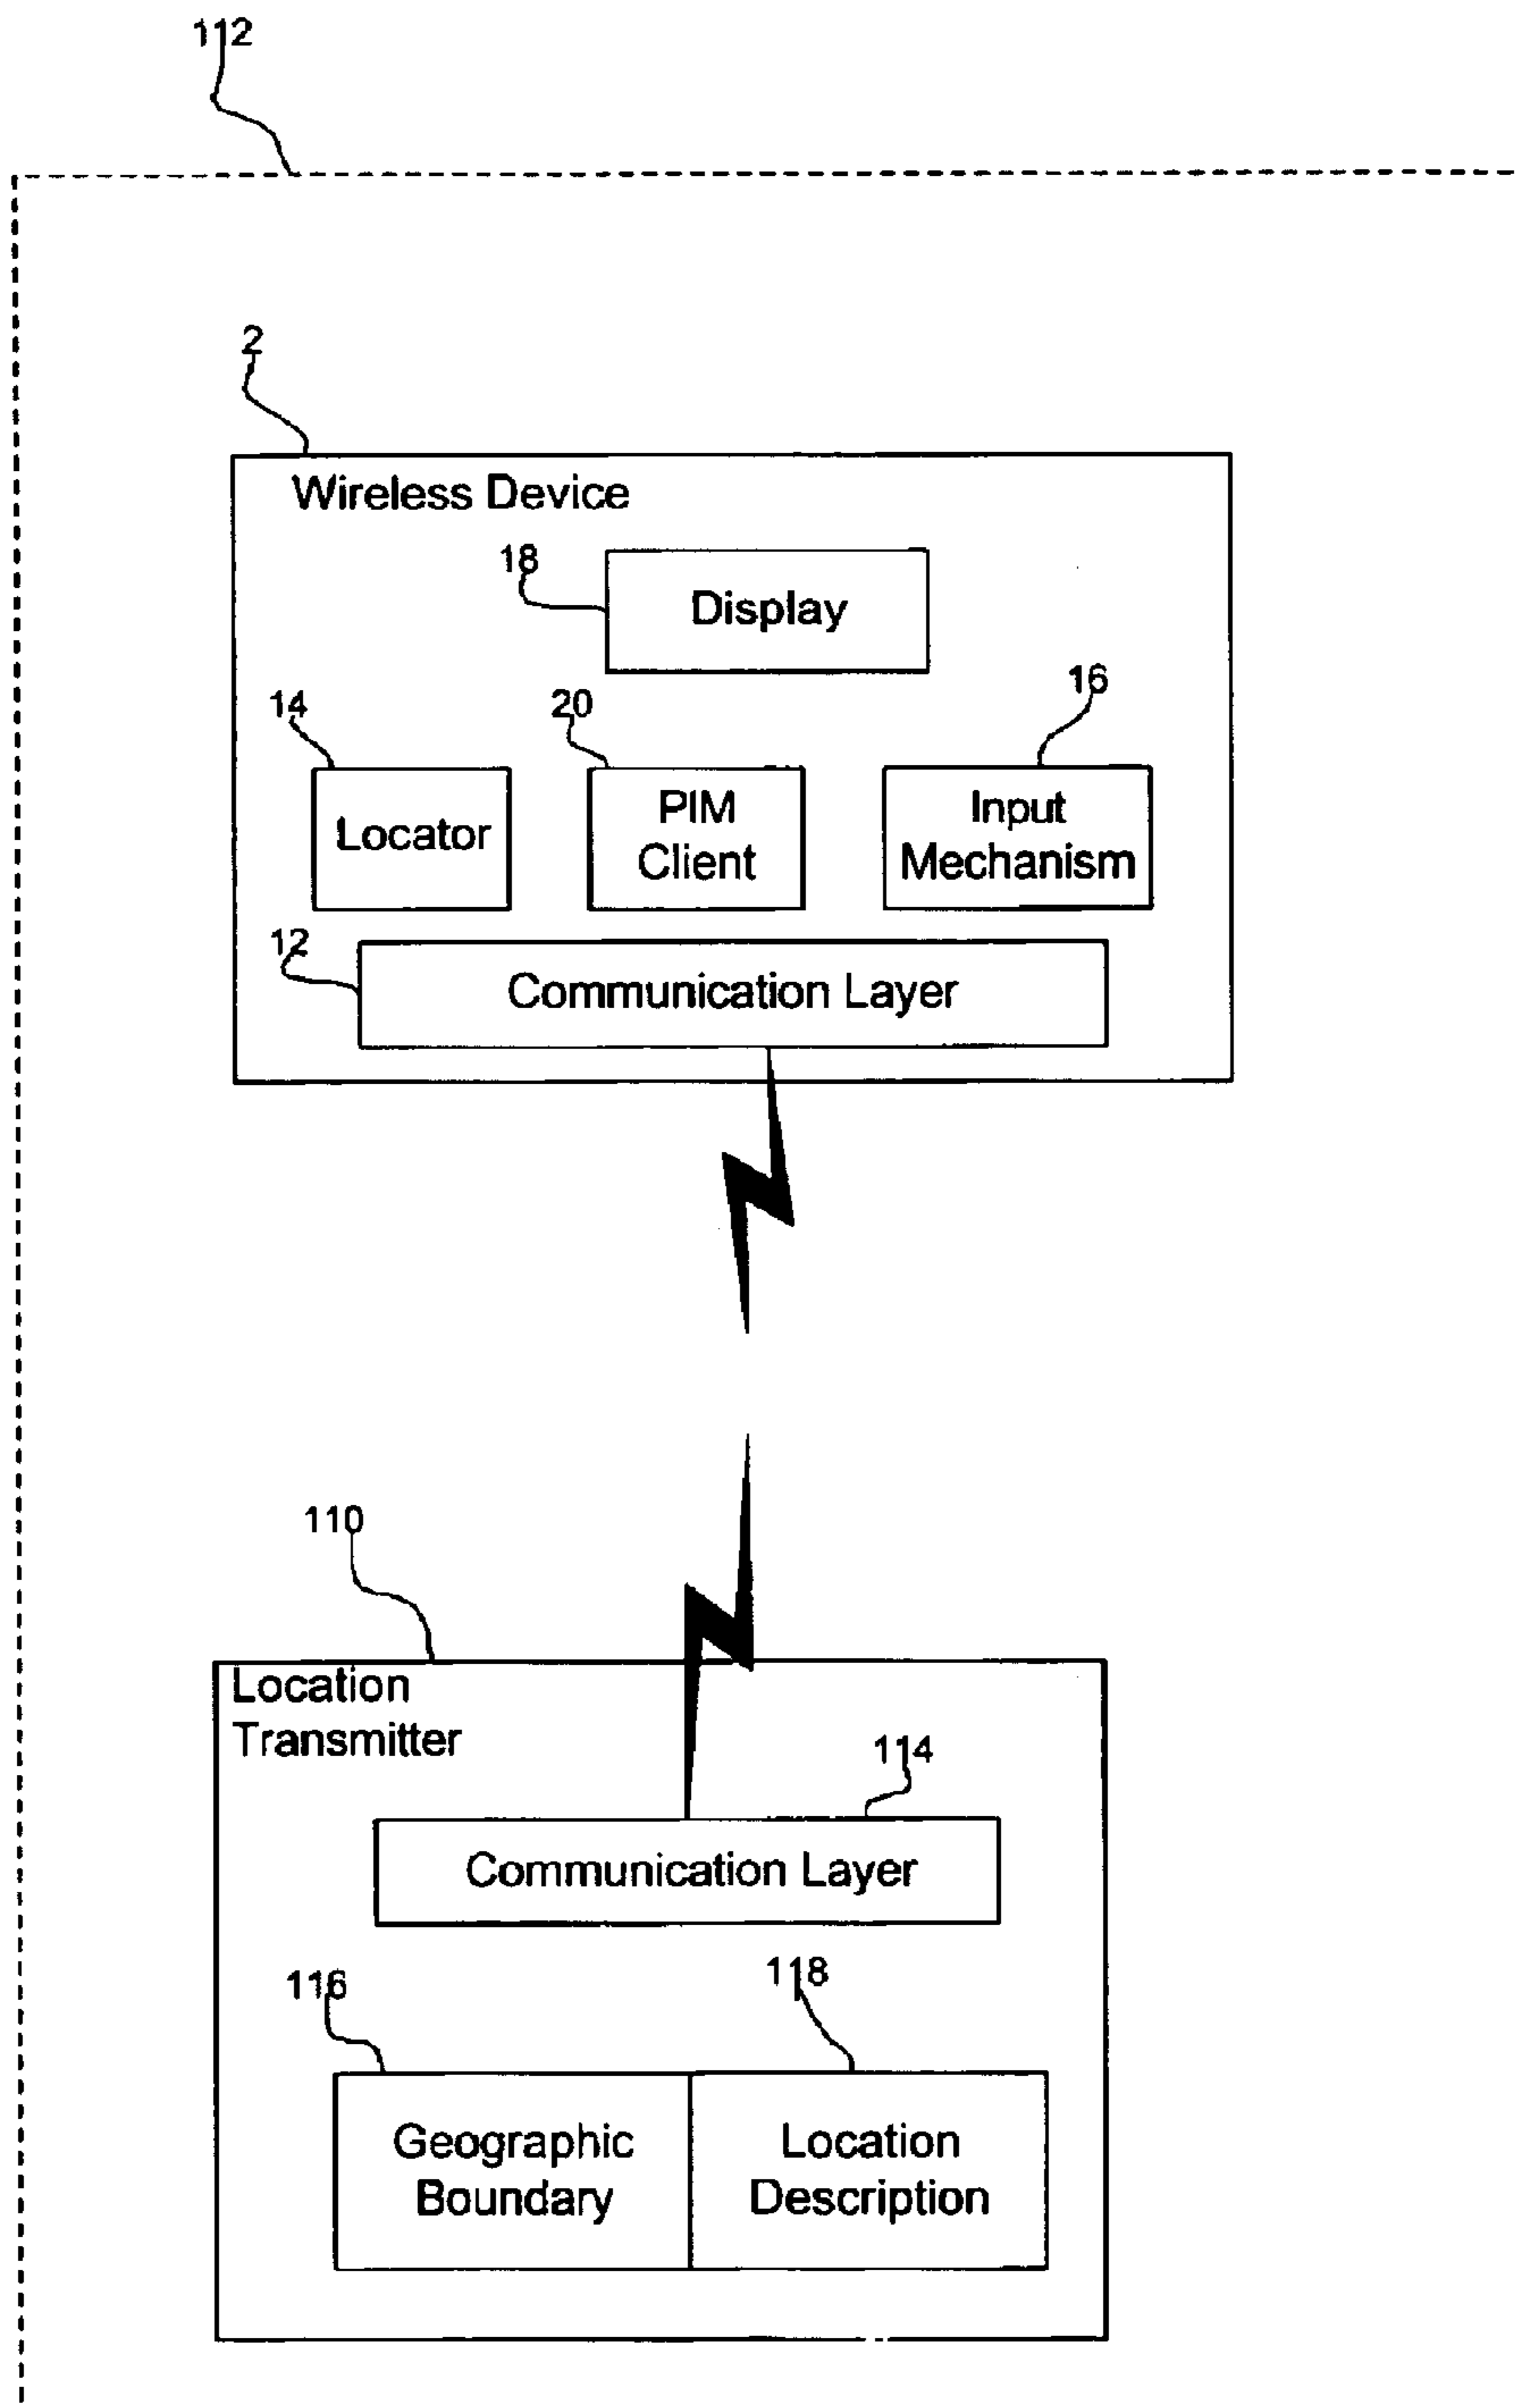 112
2
Wireless Device
18
Display
14
20
16
Locator
PIM
Client
Input
Mechanism
12
Communication Layer
110
Location
Transmitter
114
Communication Layer
116
118
Geographic
Boundary
Location
Description